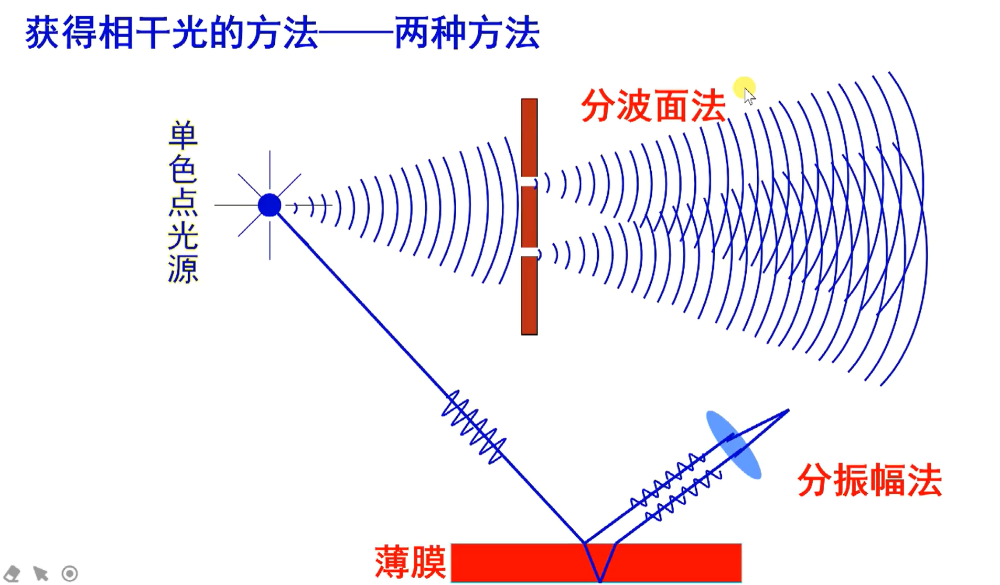 获得相干光的方法——两种方法
分波面法
单色点光源
分振幅法
薄膜